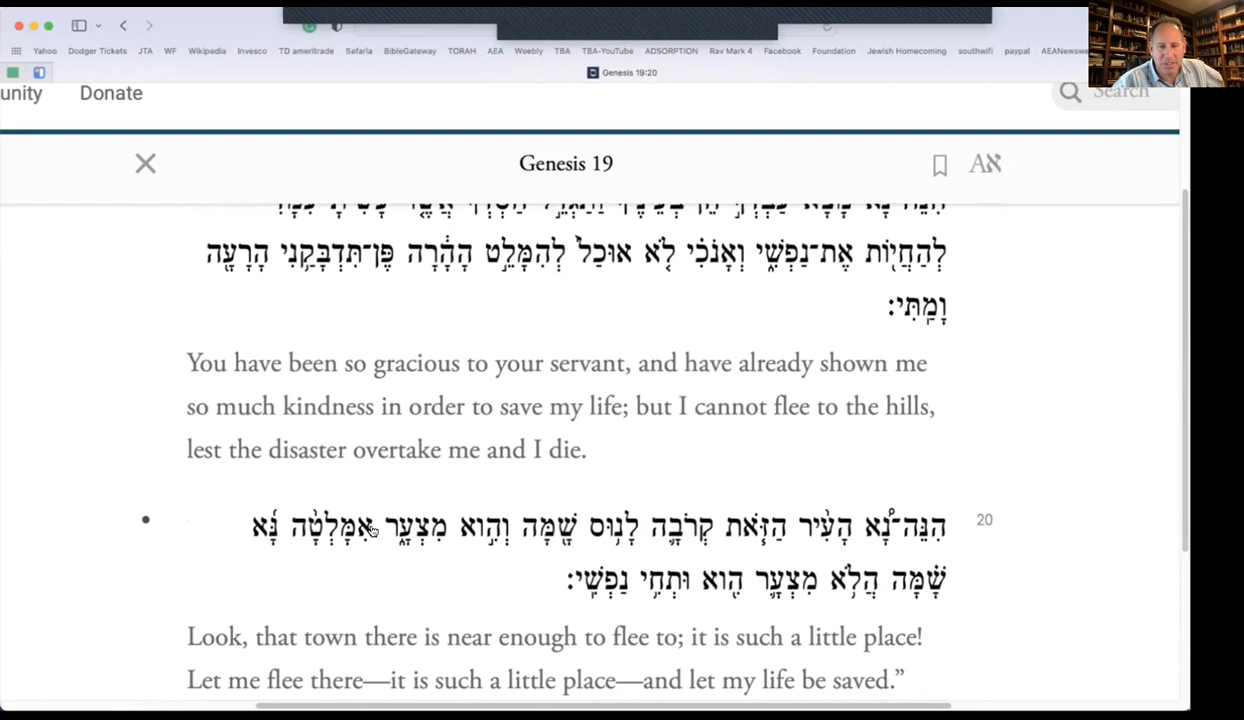 Yahoo Dodger Tickets JTA WF Wikipedia Invesco TD ameritrade Sefaria BibleGateway TORAH AEA Weebly TBA TBA-YouTube ADSORPTION Rav Mark 4 Facebook Foundation Jewish Homecoming southwifi paypal AEANewsw
Genesis 19:20
unity Donate Search
Genesis 19 Aא
לְהַחֲי֖וֹת אֶת־נַפְשִׁ֑י וְאָנֹכִ֗י לֹ֤א אוּכַל֙ לְהִמָּלֵ֣ט הָהָ֔רָה פֶּן־תִּדְבָּקַ֥נִי הָרָעָ֖ה
וָמַֽתִּי׃
You have been so gracious to your servant, and have already shown me
so much kindness in order to save my life; but I cannot flee to the hills,
lest the disaster overtake me and I die.
הִנֵּה־נָ֠א הָעִ֨יר הַזֹּ֧את קְרֹבָ֛ה לָנ֥וּס שָׁ֖מָּה וְהִ֣וא מִצְעָ֑ר אִמָּלְטָ֨ה נָּ֜א 20
שָׁ֗מָּה הֲלֹ֥א מִצְעָ֛ר הִ֖וא וּתְחִ֥י נַפְשִֽׁי׃
Look, that town there is near enough to flee to; it is such a little place!
Let me flee there—it is such a little place—and let my life be saved.”